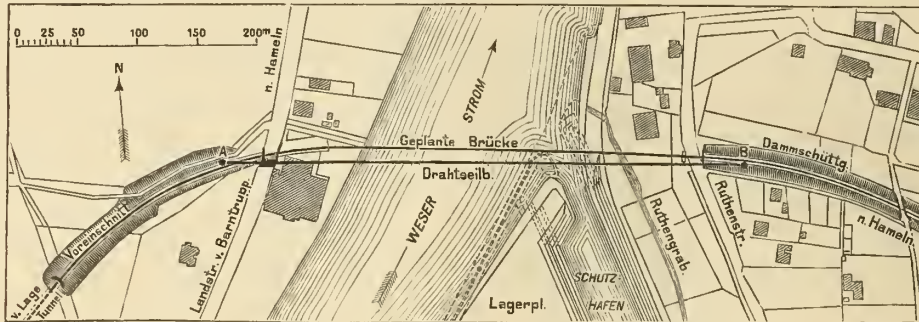 0 25 50 100 200m
N
n. Hameln
STROM
Geplante Brücke
A
B
Dammschüttg.
Drahtseilb.
Voreinschnitt
Landstr. v. Barntrupp.
WESER
Ruthengrab.
Ruthenstr.
n. Hameln
v. Lage
Tunnel
Lagerpl.
SCHUTZ
HAFEN